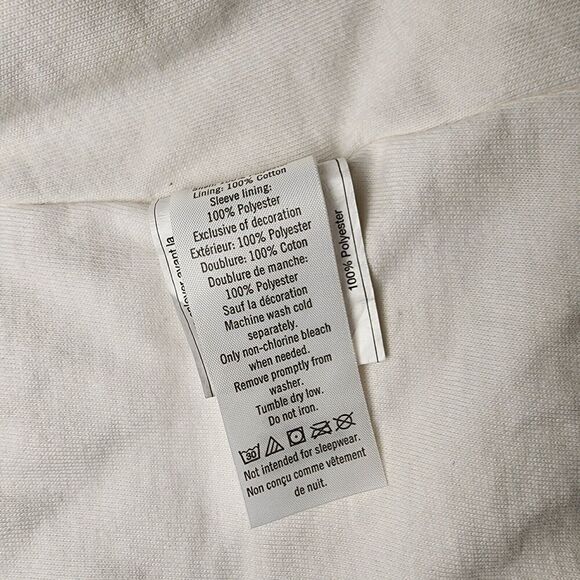 Lining: 100% Cotton
Sleeve lining:
100% Polyester
Exclusive of decoration
Extérieur: 100% Polyester
Doublure: 100% Coton
Doublure de manche:
100% Polyester
Sauf la décoration
Machine wash cold
separately.
Only non-chlorine bleach
when needed.
Remove promptly from
washer.
Tumble dry low.
Do not iron.
30
Not intended for sleepwear.
Non conçu comme vêtement
de nuit.
avant la
100% Polyester